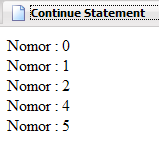 Continue Statement
Nomor : 0
Nomor : 1
Nomor : 2
Nomor : 4
Nomor : 5